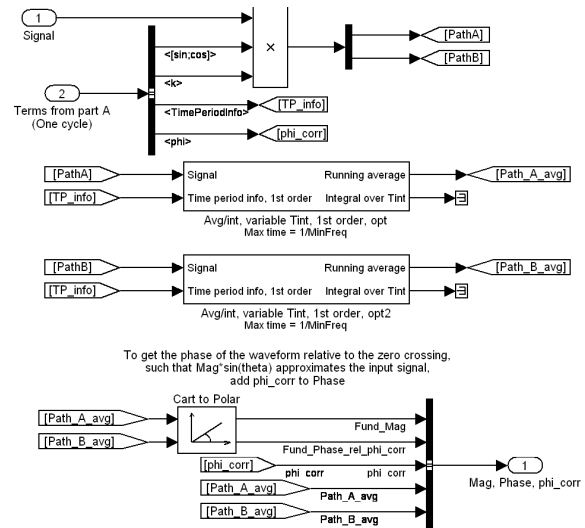 1
Signal
<[sin;cos]>
×
[PathA]
[PathB]
<k>
2
Terms from part A
(One cycle)
<TimePeriodInfo>
[TP_info]
<phi>
[phi_corr]
[PathA]
Signal
Running average
[Path_A_avg]
[TP_info]
Time period info, 1st order
Integral over Tint
Avg/int, variable Tint, 1st order, opt
Max time = 1/MinFreq
[PathB]
Signal
Running average
[Path_B_avg]
[TP_info]
Time period info, 1st order
Integral over Tint
Avg/int, variable Tint, 1st order, opt2
Max time = 1/MinFreq
To get the phase of the waveform relative to the zero crossing,
such that Mag*sin(theta) approximates the input signal,
add phi_corr to Phase
Cart to Polar
[Path_A_avg]
Fund_Mag
[Path_B_avg]
Fund_Phase_rel_phi_corr
[phi_corr]
phi_corr
phi_corr
1
Mag, Phase, phi_corr
[Path_A_avg]
Path_A_avg
[Path_B_avg]
Path_B_avg